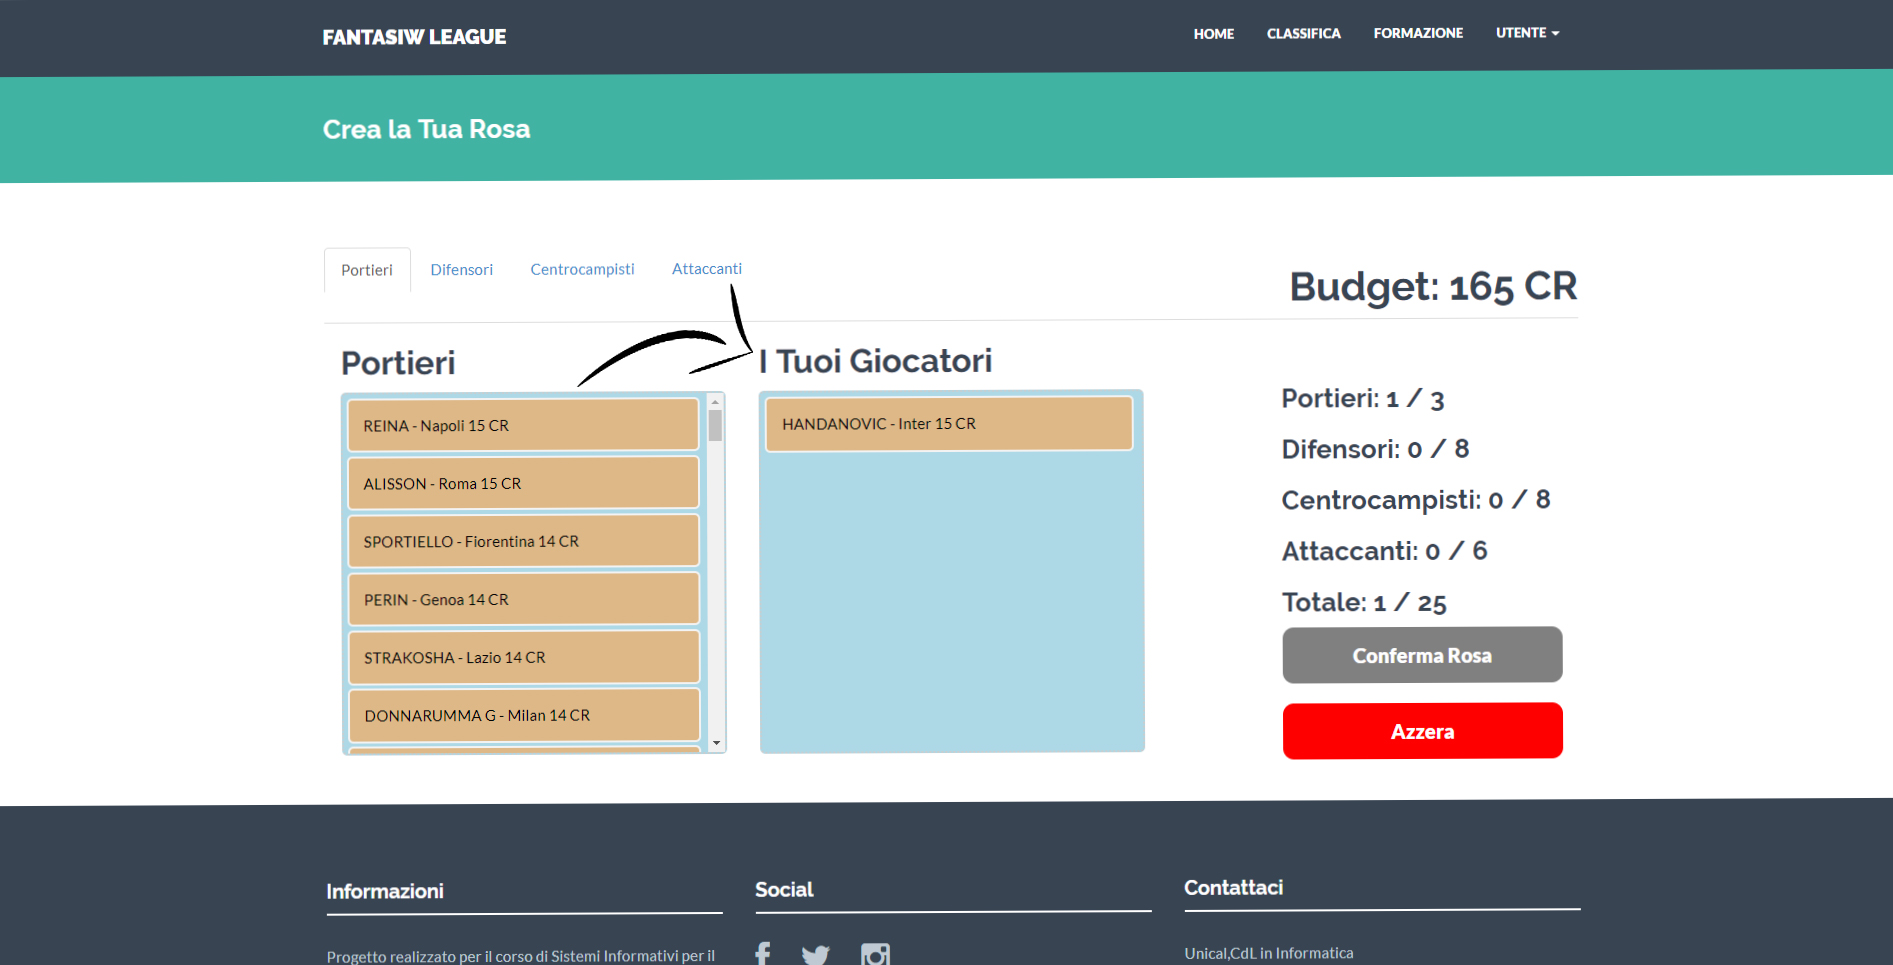 FANTASIW LEAGUE
HOME CLASSIFICA FORMAZIONE UTENTE
Crea la Tua Rosa
Portieri Difensori Centrocampisti Attaccanti
Budget: 165 CR
Portieri
REINA - Napoli 15 CR
ALISSON - Roma 15 CR
SPORTIELLO - Fiorentina 14 CR
PERIN - Genoa 14 CR
STRAKOSHA - Lazio 14 CR
DONNARUMMA G - Milan 14 CR
I Tuoi Giocatori
HANDANOVIC - Inter 15 CR
Portieri: 1 / 3
Difensori: 0 / 8
Centrocampisti: 0 / 8
Attaccanti: 0 / 6
Totale: 1 / 25
Conferma Rosa
Azzera
Informazioni
Progetto realizzato per il corso di Sistemi Informativi per il
Social
Contattaci
Unical,CdL in Informatica